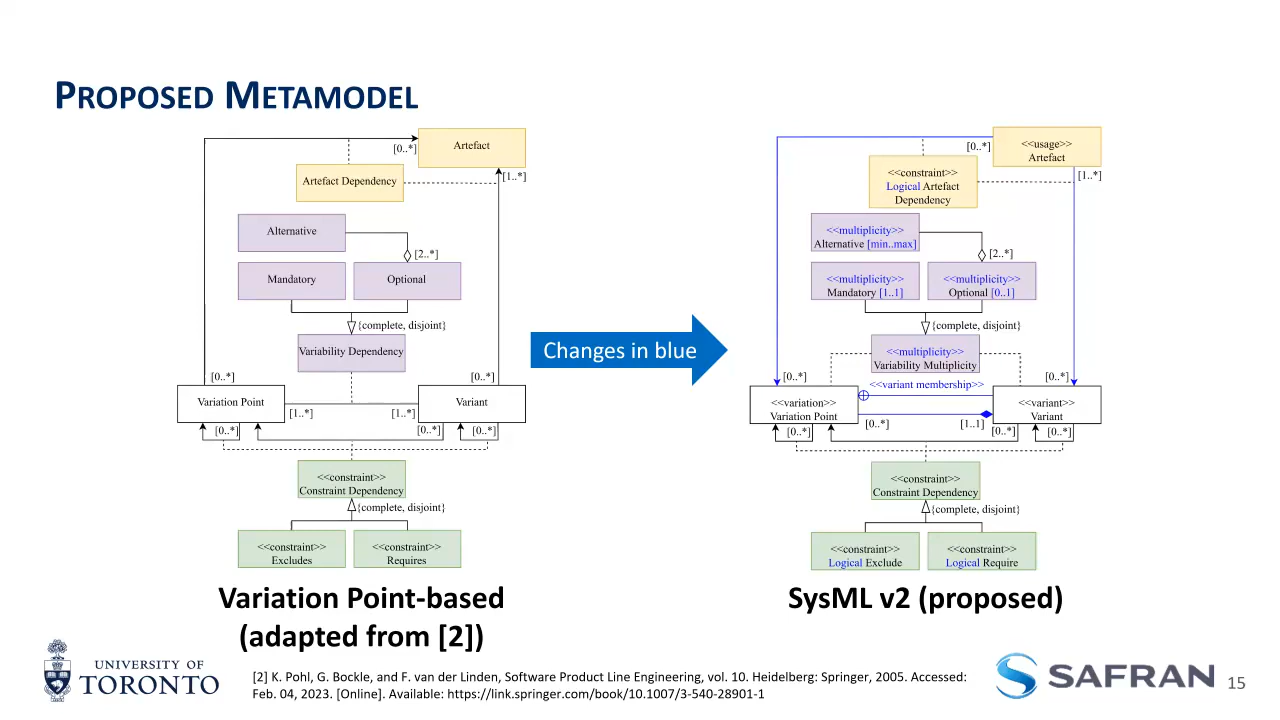 PROPOSED METAMODEL
Artefact
[0..*]
Artefact Dependency
[1..*]
Alternative
[2..*]
Mandatory
Optional
{complete, disjoint}
Variability Dependency
[0..*]
[0..*]
Variation Point
[1..*]
[1..*]
Variant
[0..*]
[0..*]
[0..*]
<<constraint>>
Constraint Dependency
{complete, disjoint}
<<constraint>>
Excludes
<<constraint>>
Requires
Variation Point-based
(adapted from [2])
Changes in blue
<<usage>>
Artefact
[0..*]
<<constraint>>
Logical Artefact
Dependency
[1..*]
<<multiplicity>>
Alternative [min..max]
[2..*]
<<multiplicity>>
Mandatory [1..1]
<<multiplicity>>
Optional [0..1]
{complete, disjoint}
<<multiplicity>>
Variability Multiplicity
[0..*]
[0..*]
<<variant membership>>
<<variation>>
Variation Point
<<variant>>
Variant
[0..*]
[1..1]
[0..*]
[0..*]
[0..*]
<<constraint>>
Constraint Dependency
{complete, disjoint}
<<constraint>>
Logical Exclude
<<constraint>>
Logical Require
SysML v2 (proposed)
UNIVERSITY OF
TORONTO
[2] K. Pohl, G. Bockle, and F. van der Linden, Software Product Line Engineering, vol. 10. Heidelberg: Springer, 2005. Accessed:
Feb. 04, 2023. [Online]. Available: https://link.springer.com/book/10.1007/3-540-28901-1
SAFRAN
15